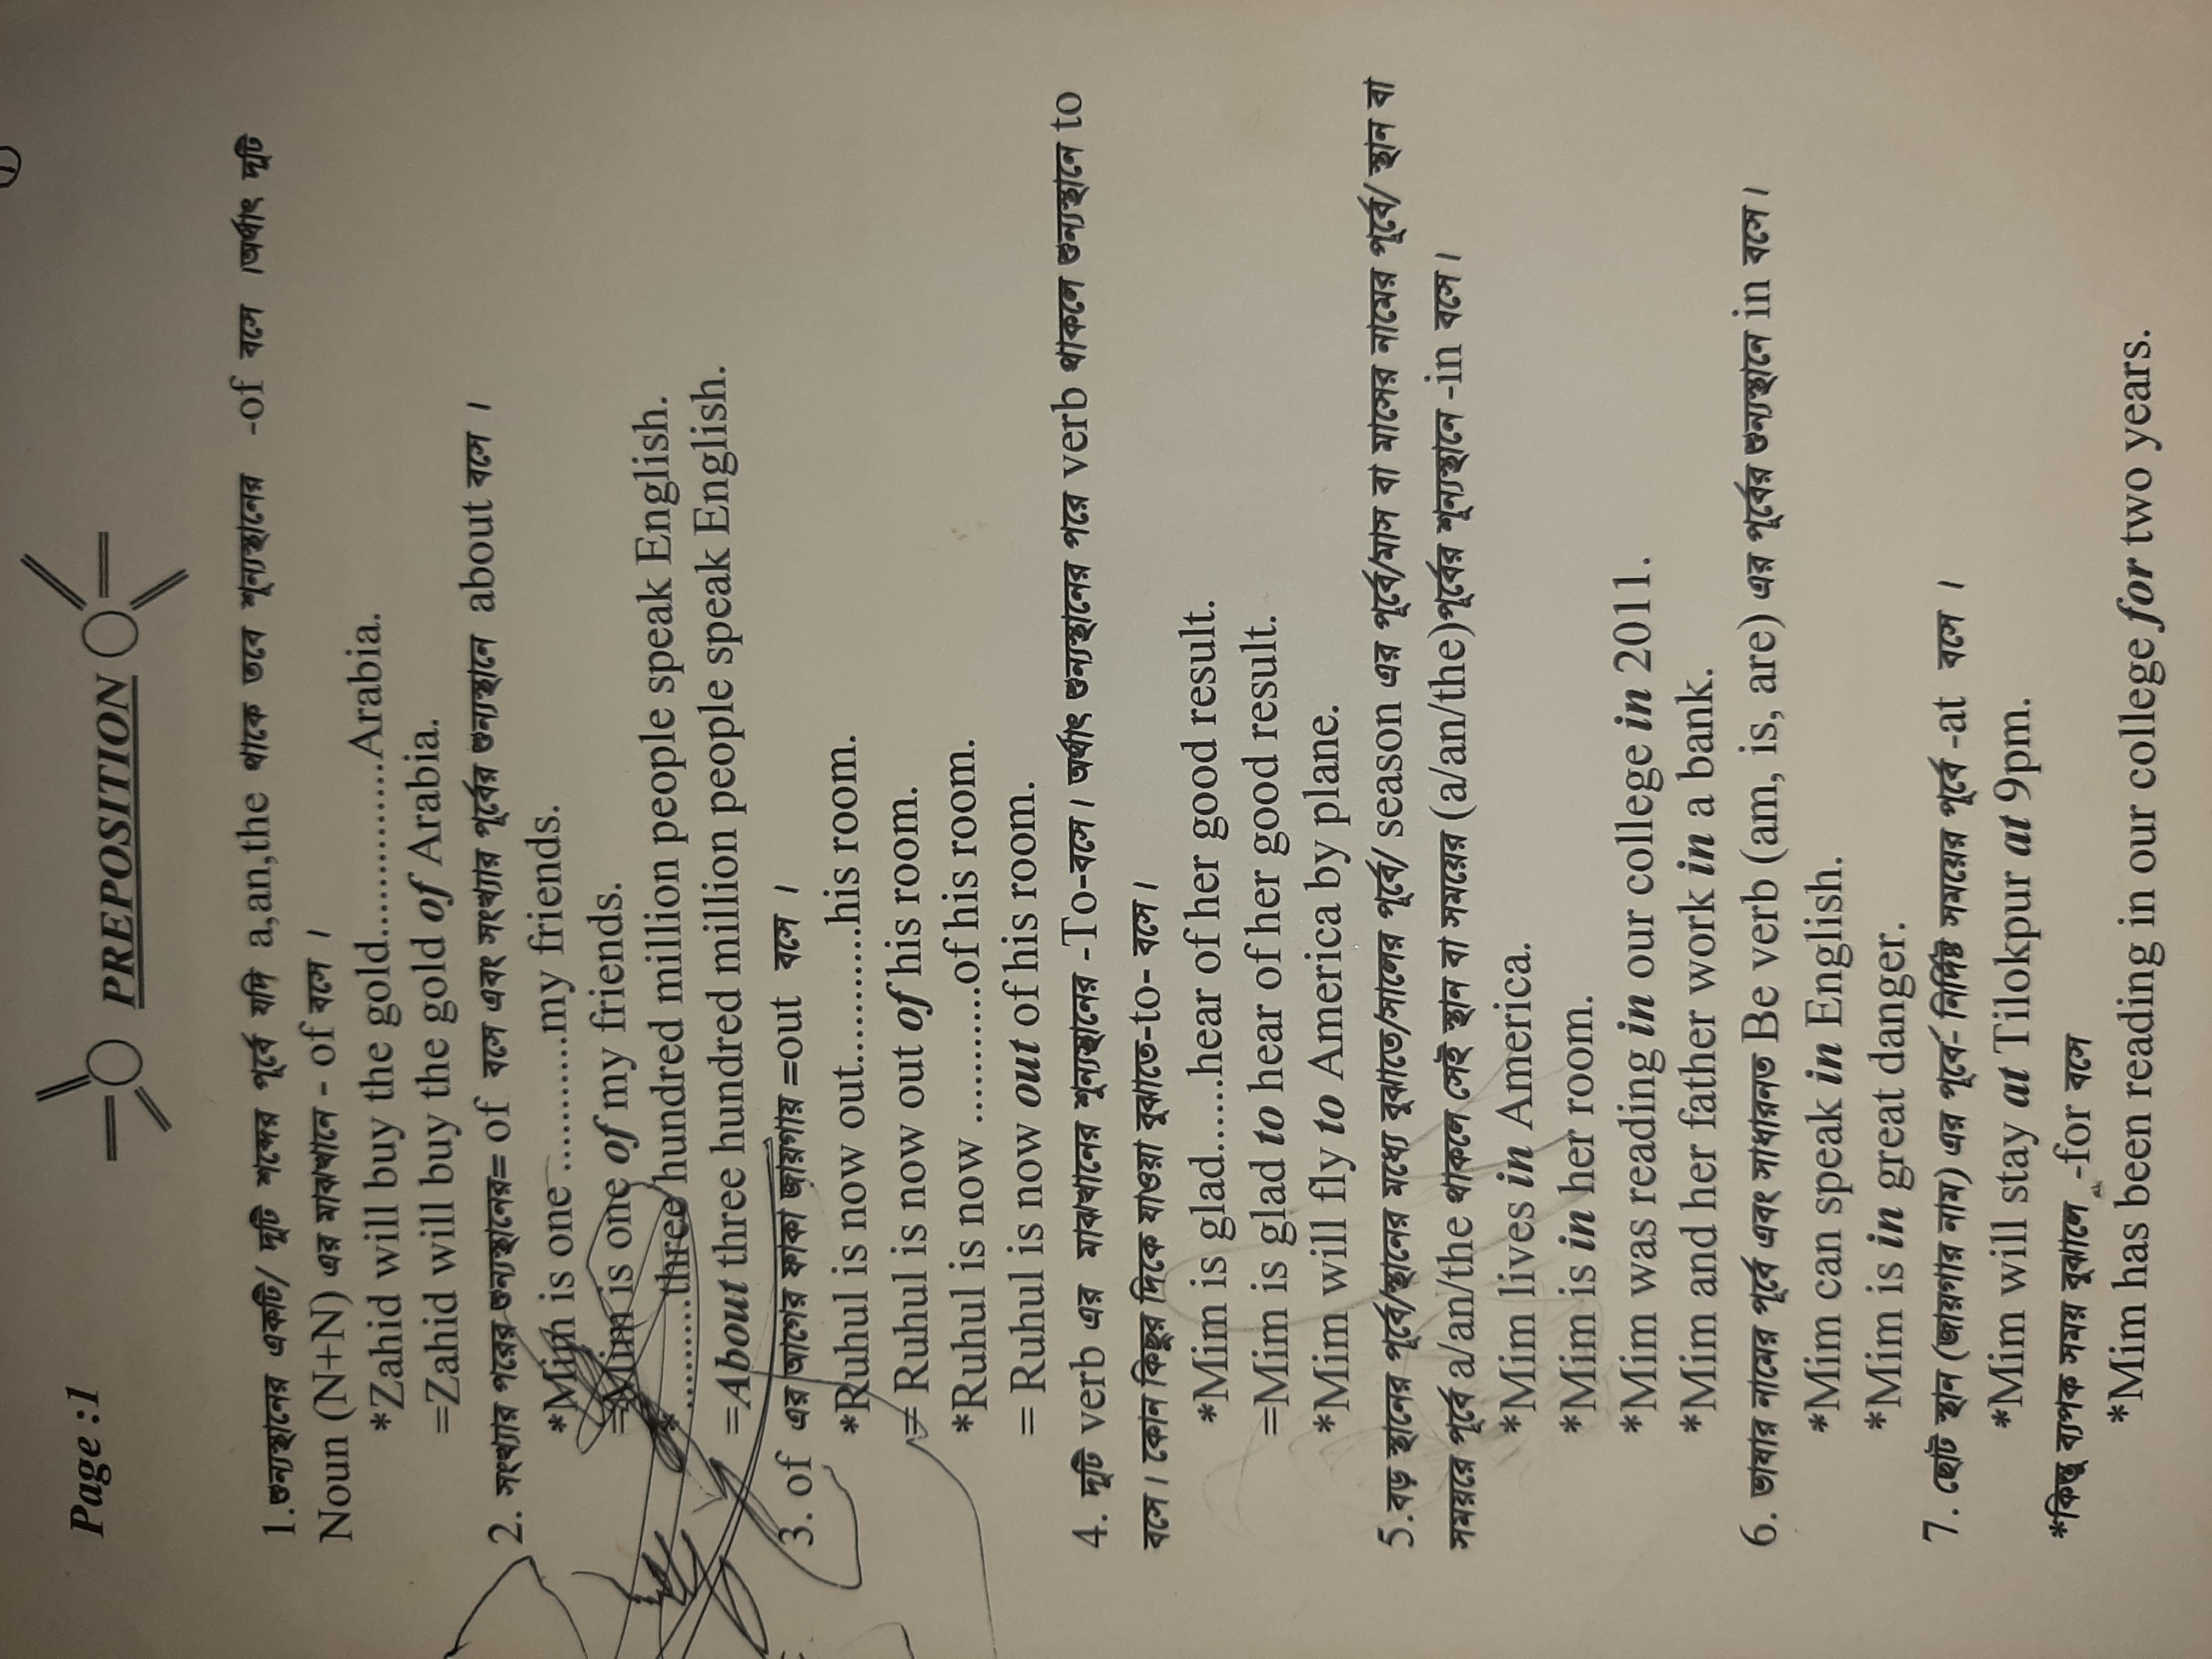 Page :1
PREPOSITION
1.শুন্যস্থানের একটি/ দুটি শব্দের পূর্বে যদি a,an,the থাকে তবে শূন্যস্থানের -of বসে ।অর্থাৎ দুটি
Noun (N+N) এর মাঝখানে - of বসে ।
*Zahid will buy the gold..............Arabia.
=Zahid will buy the gold of Arabia.
2. সংখ্যার পরের শুন্যস্থানের= of বসে এবং সংখ্যার পূর্বের শুন্যস্থানে about বসে ।
*Mim is one ...........my friends.
=Mim is one of my friends.
*.........three hundred million people speak English.
=About three hundred million people speak English.
3. of এর আগের ফাকা জায়গায় =out বসে ।
*Ruhul is now out...........his room.
= Ruhul is now out of his room.
*Ruhul is now ...........of his room.
= Ruhul is now out of his room.
4. দুটি verb এর মাঝখানের শূন্যস্থানের -To-বসে। অর্থাৎ শুন্যস্থানের পরে verb থাকলে শুন্যস্থানে to
বসে। কোন কিছুর দিকে যাওয়া বুঝাতে-to- বসে।
*Mim is glad......hear of her good result.
=Mim is glad to hear of her good result.
*Mim will fly to America by plane.
5.বড় স্থানের পূর্বে/স্থানের মধ্যে বুঝাতে/সালের পূর্বে/ season এর পূর্বে/মাস বা মাসের নামের পূর্বে/ স্থান বা
সময়রে পূর্বে a/an/the থাকলে সেই স্থান বা সময়ের (a/an/the)পূর্বের শূন্যস্থানে -in বসে।
*Mim lives in America.
*Mim is in her room.
*Mim was reading in our college in 2011.
*Mim and her father work in a bank.
6. ভাষার নামের পূর্বে এবং সাধারনত Be verb (am, is, are) এর পূর্বের শুন্যস্থানে in বসে।
*Mim can speak in English.
*Mim is in great danger.
7. ছোট স্থান (জায়গার নাম) এর পূর্বে- নির্দিষ্ট সময়ের পূর্বে -at বসে ।
*Mim will stay at Tilokpur at 9pm.
*কিন্তু ব্যপক সময় বুঝালে -for বসে
*Mim has been reading in our college for two years.